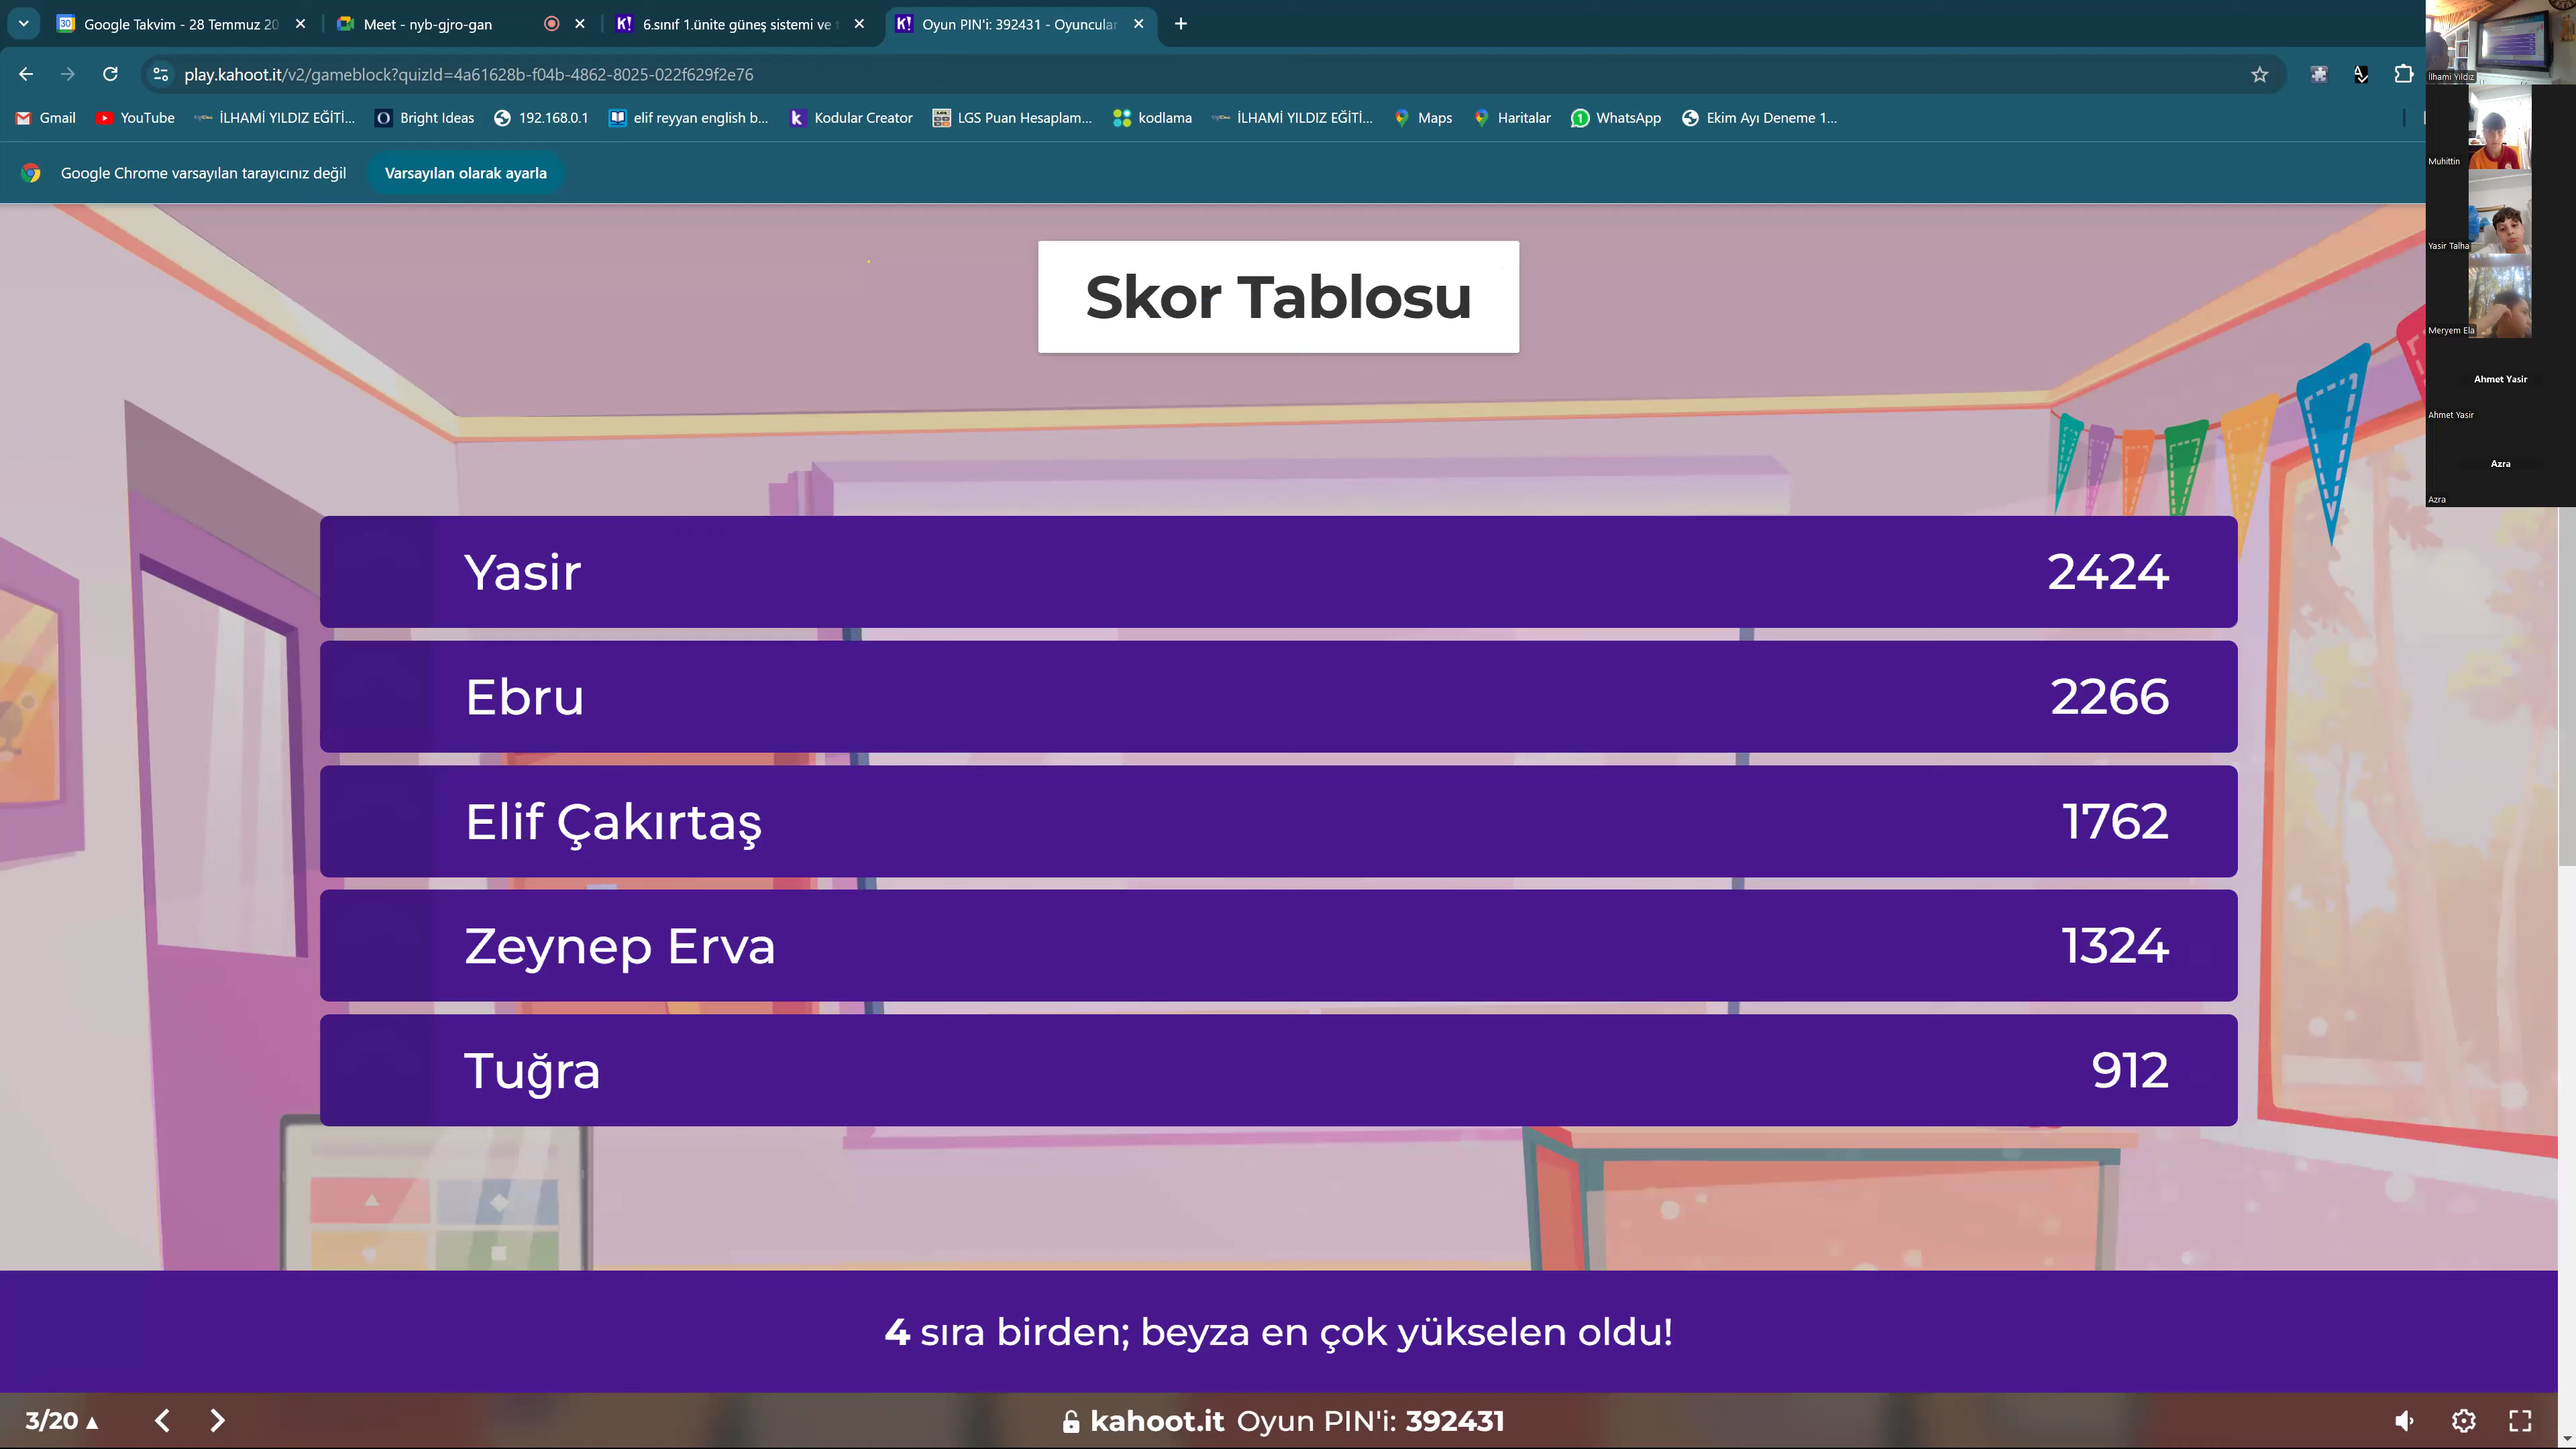 Google Takvim - 28 Temmuz 20
Meet - nyb-gjro-gan
6.sınıf 1.ünite güneş sistemi ve
Oyun PIN'i: 392431 - Oyuncular
play.kahoot.it/v2/gameblock?quizId=4a61628b-f04b-4862-8025-022f629f2e76
Gmail
YouTube
İLHAMİ YILDIZ EĞİTİ...
Bright Ideas
192.168.0.1
elif reyyan english b...
Kodular Creator
LGS Puan Hesaplam...
kodlama
İLHAMİ YILDIZ EĞİTİ...
Maps
Haritalar
WhatsApp
Ekim Ayı Deneme 1...
Google Chrome varsayılan tarayıcınız değil
Varsayılan olarak ayarla
İlhami Yıldız
Muhittin
Yasir Talha
Meryem Ela
Ahmet Yasir
Ahmet Yasir
Azra
Azra
Skor Tablosu
Yasir 2424
Ebru 2266
Elif Çakırtaş 1762
Zeynep Erva 1324
Tuğra 912
4 sıra birden; beyza en çok yükselen oldu!
3/20
kahoot.it Oyun PIN'i: 392431